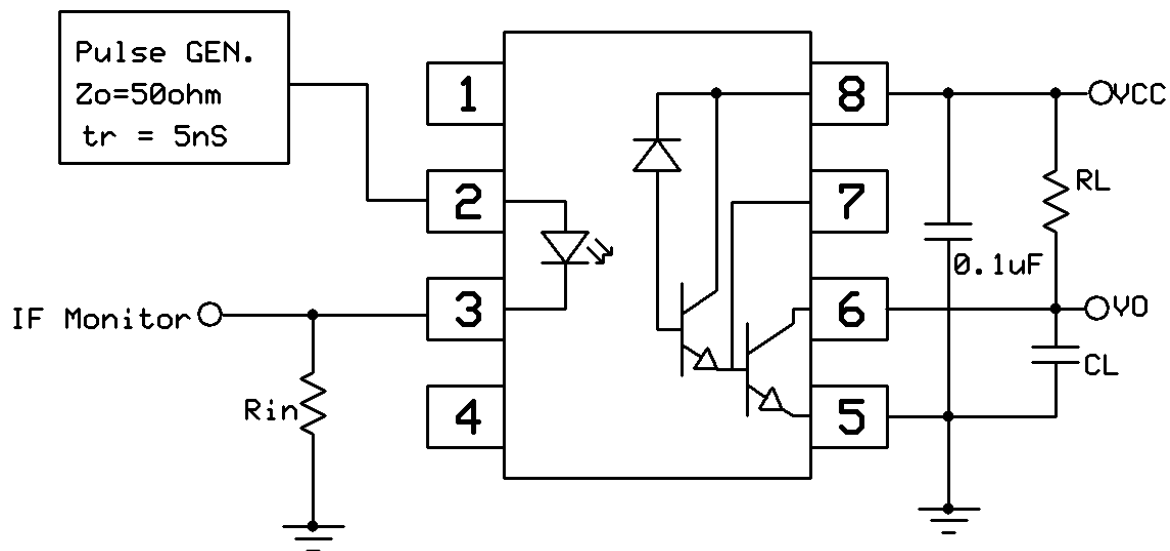 Pulse GEN.
Zo=50ohm
tr = 5nS
1
2
3
4
8
7
6
5
VCC
RL
0.1uF
VO
CL
IF Monitor
Rin